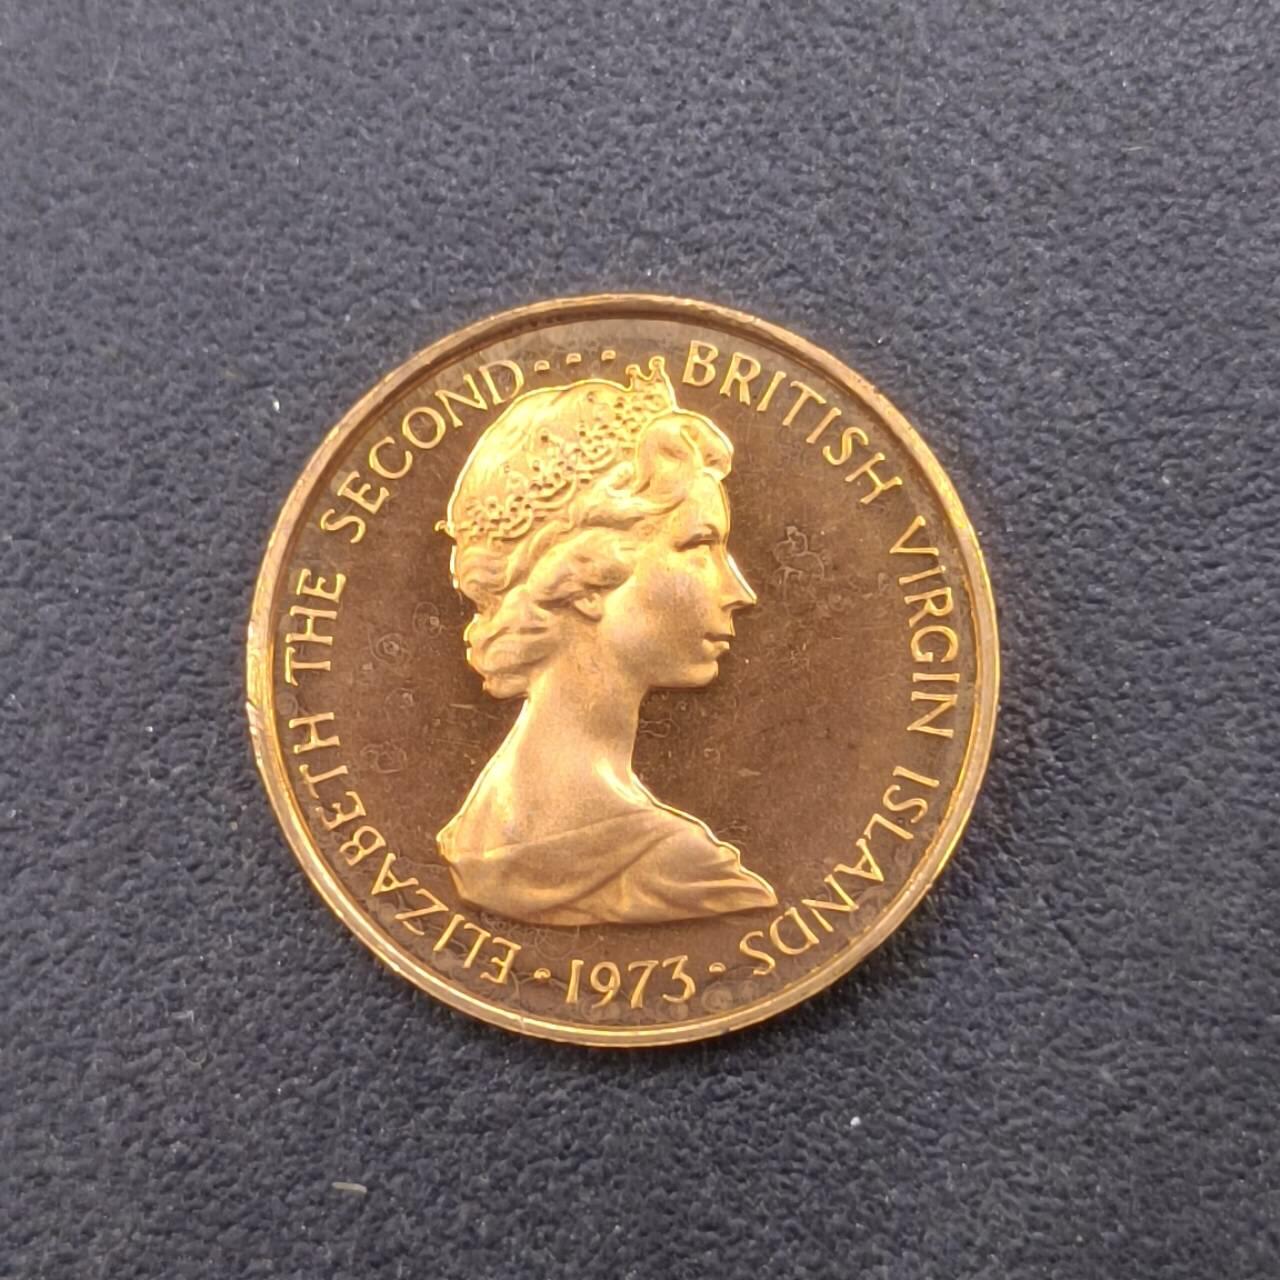 ELIZABETH THE SECOND··· BRITISH VIRGIN ISLANDS
·1973·